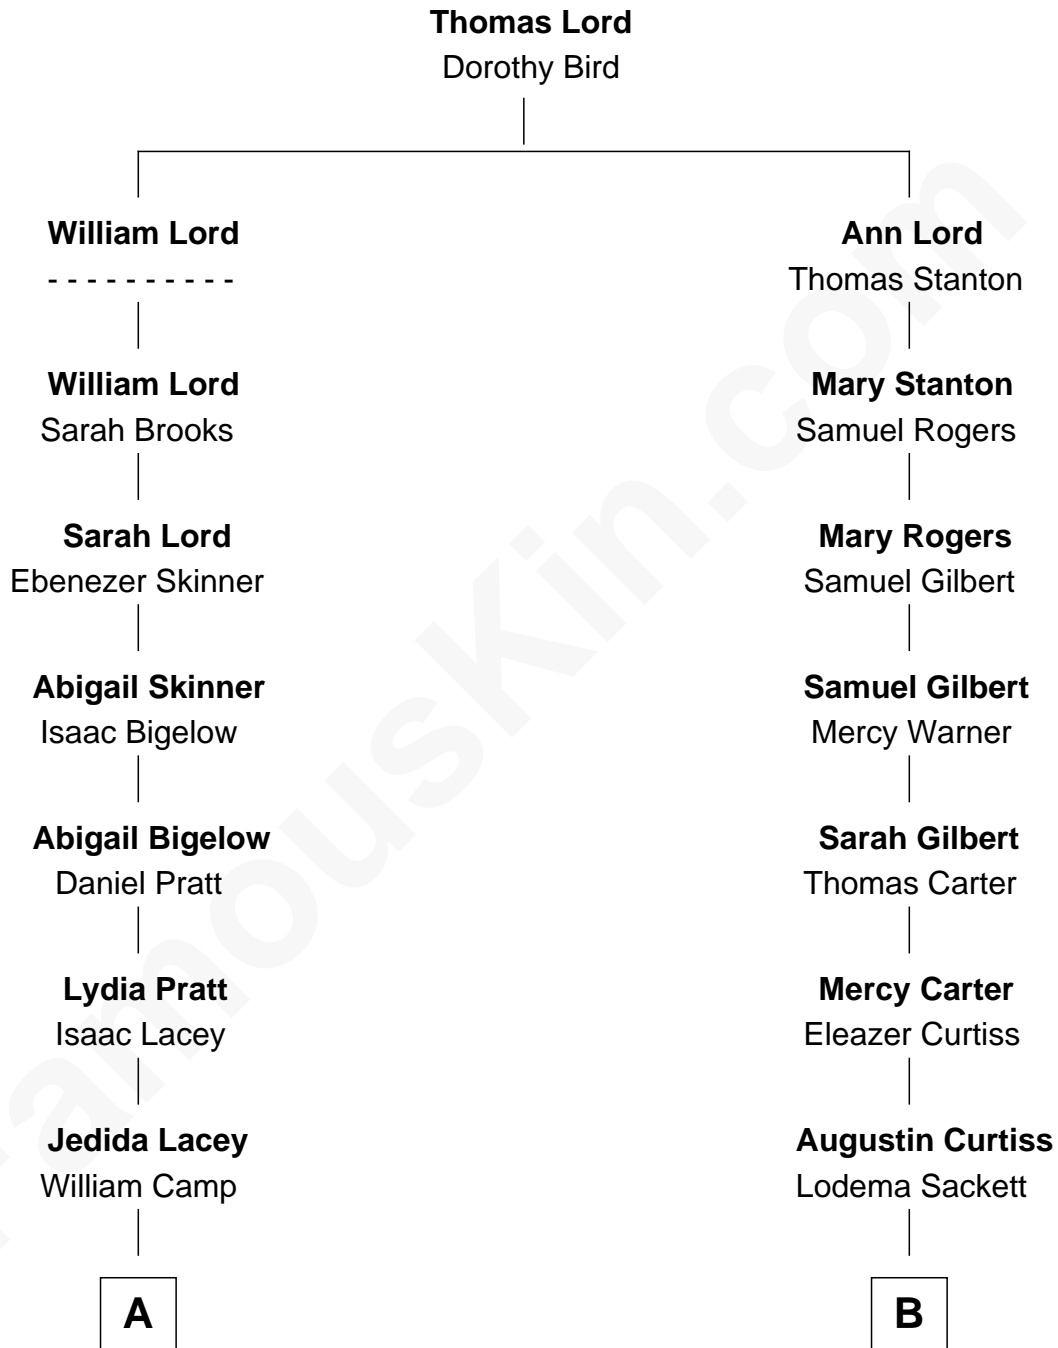 Thomas Lord
Dorothy Bird
William Lord
- - - - - - - - - -
Ann Lord
Thomas Stanton
William Lord
Sarah Brooks
Mary Stanton
Samuel Rogers
Sarah Lord
Ebenezer Skinner
Mary Rogers
Samuel Gilbert
Abigail Skinner
Isaac Bigelow
Samuel Gilbert
Mercy Warner
Abigail Bigelow
Daniel Pratt
Sarah Gilbert
Thomas Carter
Lydia Pratt
Isaac Lacey
Mercy Carter
Eleazer Curtiss
Jedida Lacey
William Camp
Augustin Curtiss
Lodema Sackett
A
B
FamousKin.com